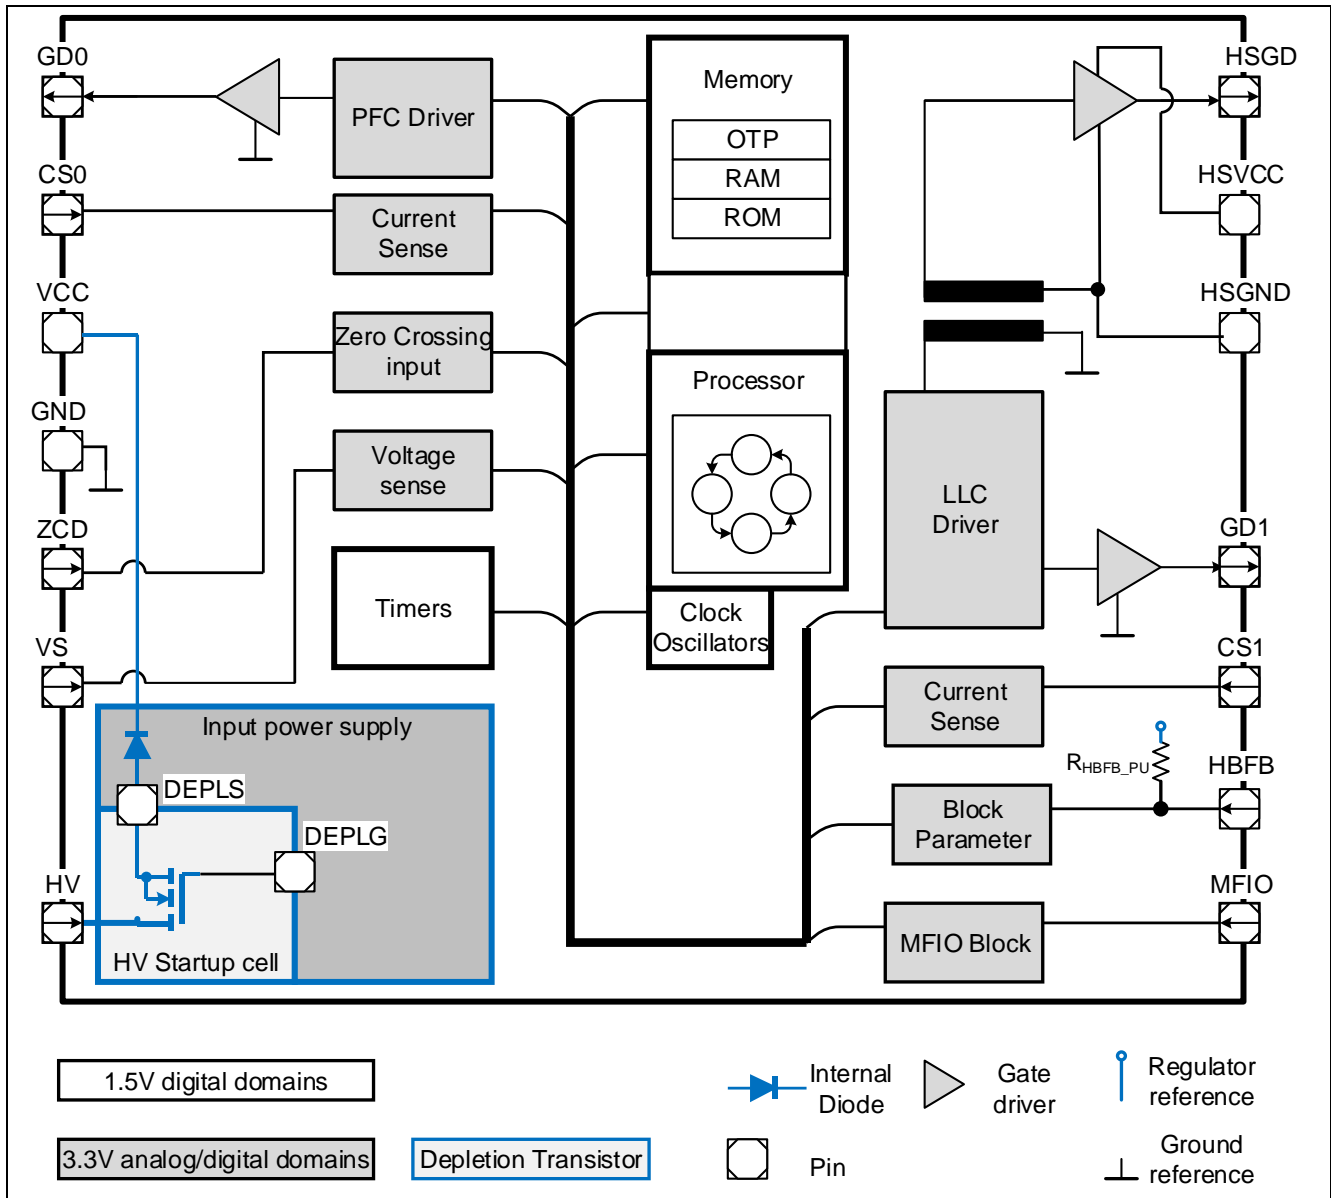 GD0
CS0
VCC
GND
ZCD
VS
HV
PFC Driver
Current
Sense
Zero Crossing
input
Voltage
sense
Timers
Input power supply
DEPLS
DEPLG
HV Startup cell
Memory
OTP
RAM
ROM
Processor
Clock
Oscillators
LLC
Driver
Current
Sense
RHBFB_PU
Block
Parameter
MFIO Block
HSGD
HSVCC
HSGND
GD1
CS1
HBFB
MFIO
1.5V digital domains
3.3V analog/digital domains
Depletion Transistor
Internal
Diode
Pin
Gate
driver
Regulator
reference
Ground
reference